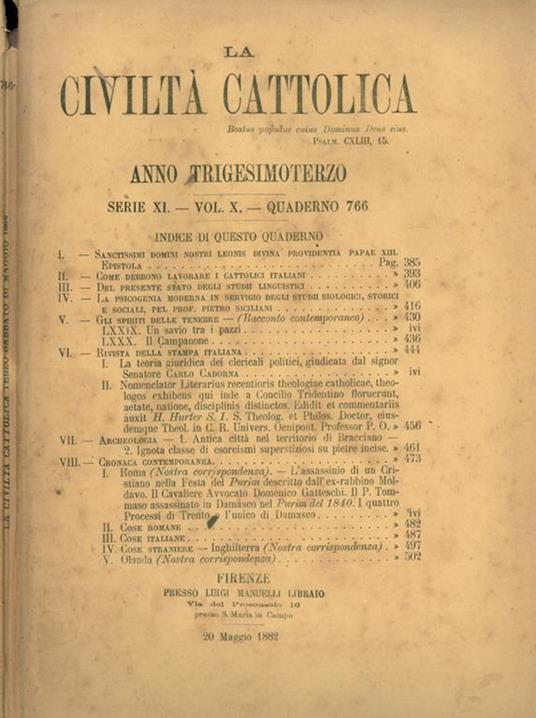 LA
CIVILTÀ CATTOLICA
Beatus populus cuius Dominus Deus eius.
PSALM. CXLIII, 15.
ANNO TRIGESIMOTERZO
SERIE XI. — VOL. X. — QUADERNO 766
INDICE DI QUESTO QUADERNO
I. — SANCTISSIMI DOMINI NOSTRI LEONIS DIVINA PROVIDENTIA PAPAE XIII.
EPISTOLA . . . . . . . . . . . . . . . . . . . . . . . Pag. 385
II. — COME DEBBONO LAVORARE I CATTOLICI ITALIANI . . . . . . . . . . » 393
III. — DEL PRESENTE STATO DEGLI STUDII LINGUISTICI . . . . . . . . . . » 406
IV. — LA PSICOGENIA MODERNA IN SERVIGIO DEGLI STUDII BIOLOGICI, STORICI
E SOCIALI, PEL PROF. PIETRO SICILIANI . . . . . . . . . . . » 416
V. — GLI SPIRITI DELLE TENEBRE — (Racconto contemporaneo) . . . » 430
LXXIX. Un savio tra i pazzi . . . . . . . . . . . . . . . » ivi
LXXX. Il Campanone . . . . . . . . . . . . . . . . . . » 436
VI. — RIVISTA DELLA STAMPA ITALIANA . . . . . . . . . . . . . . . » 444
I. La teoria giuridica dei clericali politici, giudicata dal signor
Senatore CARLO CADORNA . . . . . . . . . . . . . . . » ivi
II. Nomenclator Literarius recentioris theologiae catholicae, theo-
logos exhibens qui inde a Concilio Tridentino floruerunt,
aetate, natione, disciplinis distinctos. Edidit et commentariis
auxit H. Hurter S. I. S. Theolog. et Philos. Doctor, eius-
demque Theol. in C. R. Univers. Oenipont. Professor P. O. » 456
VII. — ARCHEOLOGIA — 1. Antica città nel territorio di Bracciano —
2. Ignota classe di esorcismi superstiziosi su pietre incise. » 461
VIII. — CRONACA CONTEMPORANEA . . . . . . . . . . . . . . . . . . » 473
I. Roma (Nostra corrispondenza). — L'assassinio di un Cri-
stiano nella Festa del Purim descritto dall'ex-rabbino Mol-
davo. Il Cavaliere Avvocato Domenico Gatteschi. Il P. Tom-
maso assassinato in Damasco nel Purim del 1840. I quattro
Processi di Trento e l'unico di Damasco . . . . . . . . . » ivi
II. COSE ROMANE . . . . . . . . . . . . . . . . . . . . . . » 482
III. COSE ITALIANE . . . . . . . . . . . . . . . . . . . . . » 487
IV. COSE STRANIERE — Inghilterra (Nostra corrispondenza) . . » 497
V. Olanda (Nostra corrispondenza) . . . . . . . . . . . . . » 502
FIRENZE
PRESSO LUIGI MANUELLI LIBRAIO
Via del Proconsolo 16
presso S. Maria in Campo
20 Maggio 1882
LA CIVILTÀ CATTOLICA TERZO SABBATO DI MAGGIO